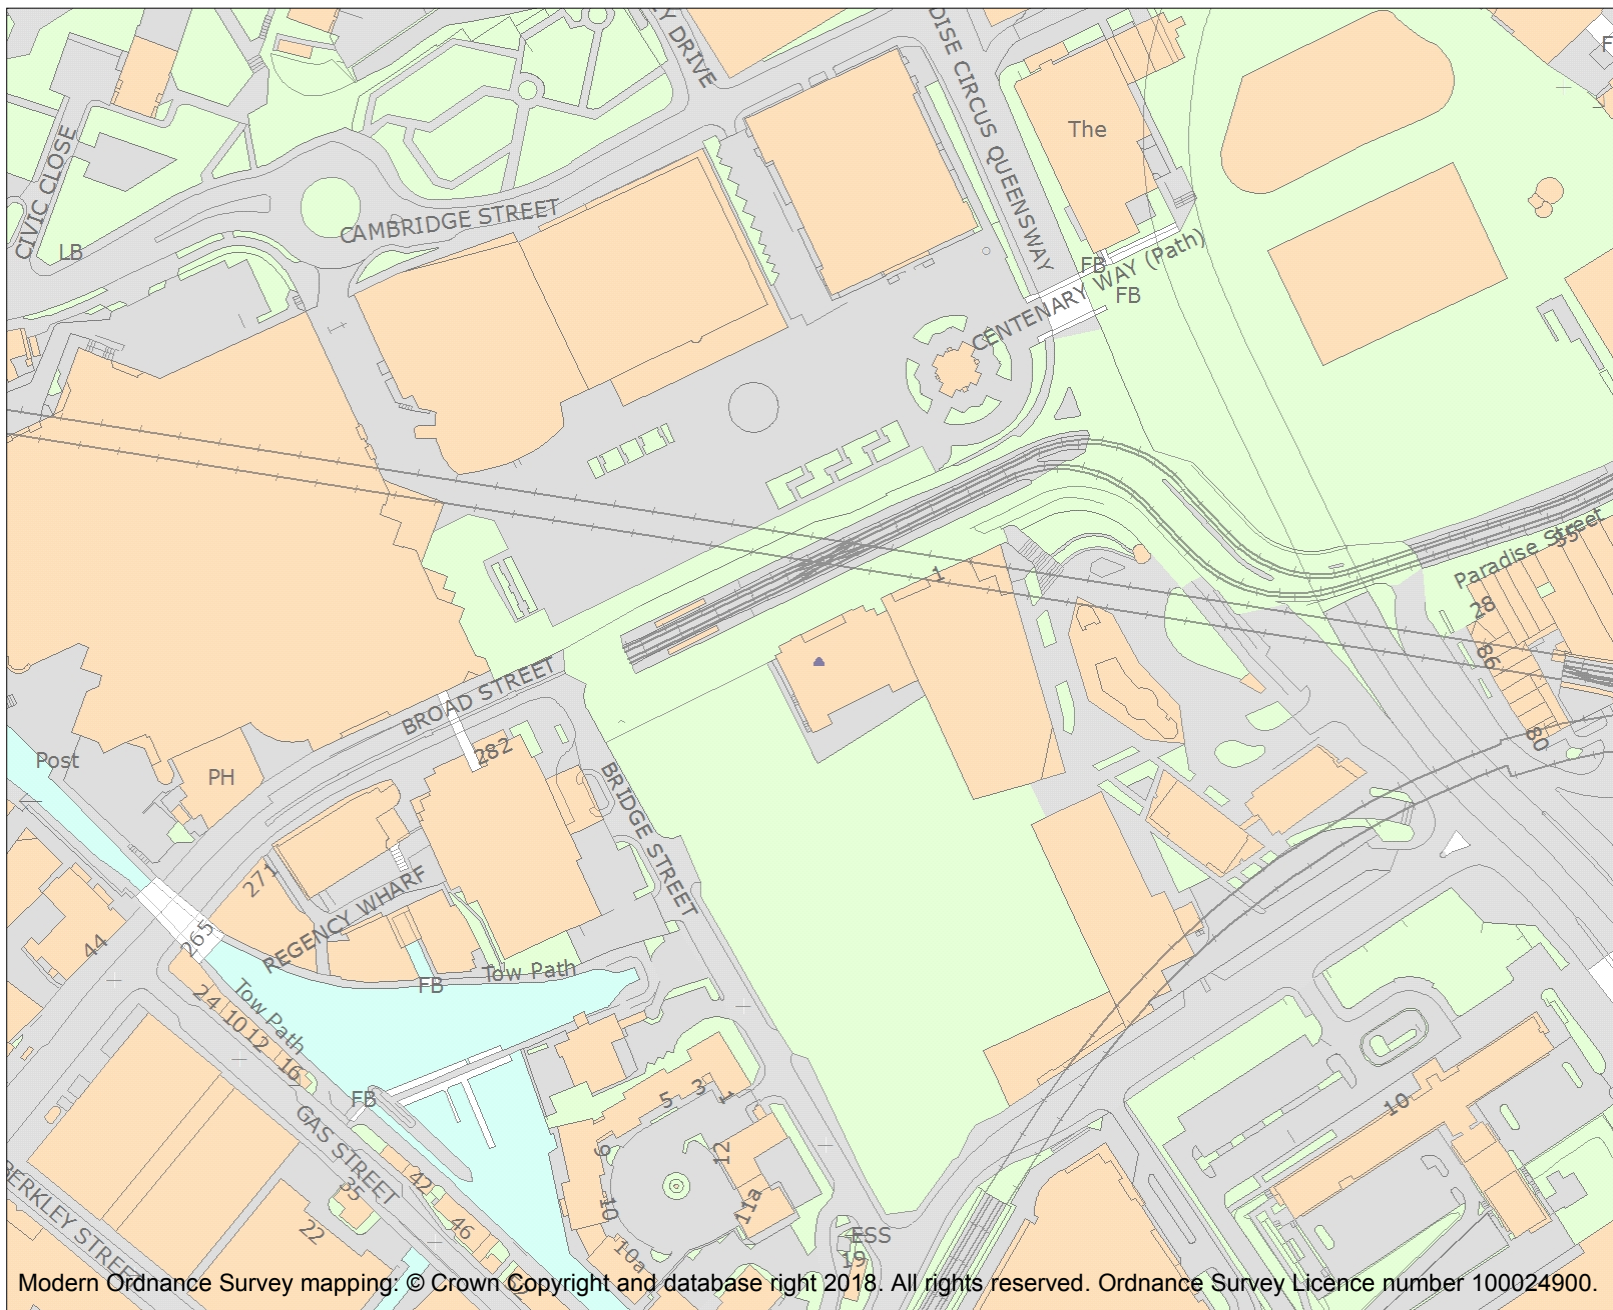 Y DRIVE
DISE CIRCUS QUEENSWAY
F
The
CIVIC CLOSE
LB
CAMBRIDGE STREET
FB
CENTENARY WAY (Path)
FB
Paradise Street
55
1
28
86
80
BROAD STREET
282
Post
PH
BRIDGE STREET
271
REGENCY WHARF
265
44
Tow Path
FB
Tow Path
24
10
12
16
FB
GAS STREET
5
3
1
12
9
10
11a
10a
10
42
35
46
22
BERKLEY STREET
ESS
19
Modern Ordnance Survey mapping: © Crown Copyright and database right 2018. All rights reserved. Ordnance Survey Licence number 100024900.